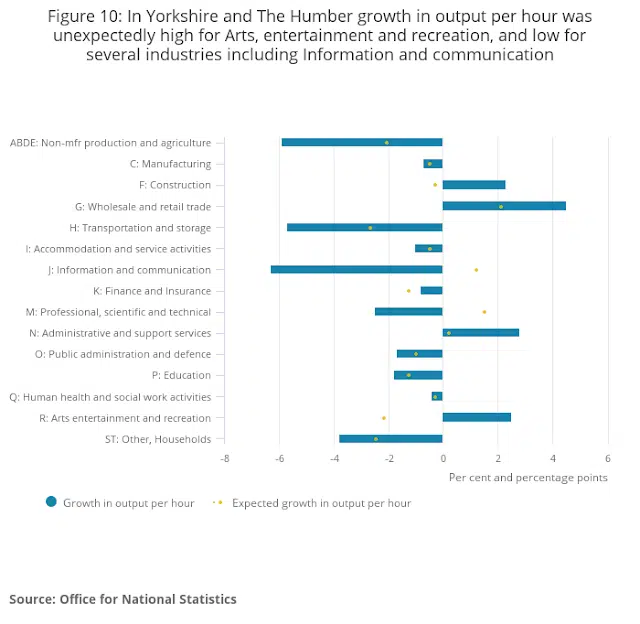 Figure 10: In Yorkshire and The Humber growth in output per hour was
unexpectedly high for Arts, entertainment and recreation, and low for
several industries including Information and communication
ABDE: Non-mfr production and agriculture
C: Manufacturing
F: Construction
G: Wholesale and retail trade
H: Transportation and storage
I: Accommodation and service activities
J: Information and communication
K: Finance and Insurance
M: Professional, scientific and technical
N: Administrative and support services
O: Public administration and defence
P: Education
Q: Human health and social work activities
R: Arts entertainment and recreation
ST: Other, Households
-8 -6 -4 -2 0 2 4 6
Per cent and percentage points
Growth in output per hour Expected growth in output per hour
Source: Office for National Statistics